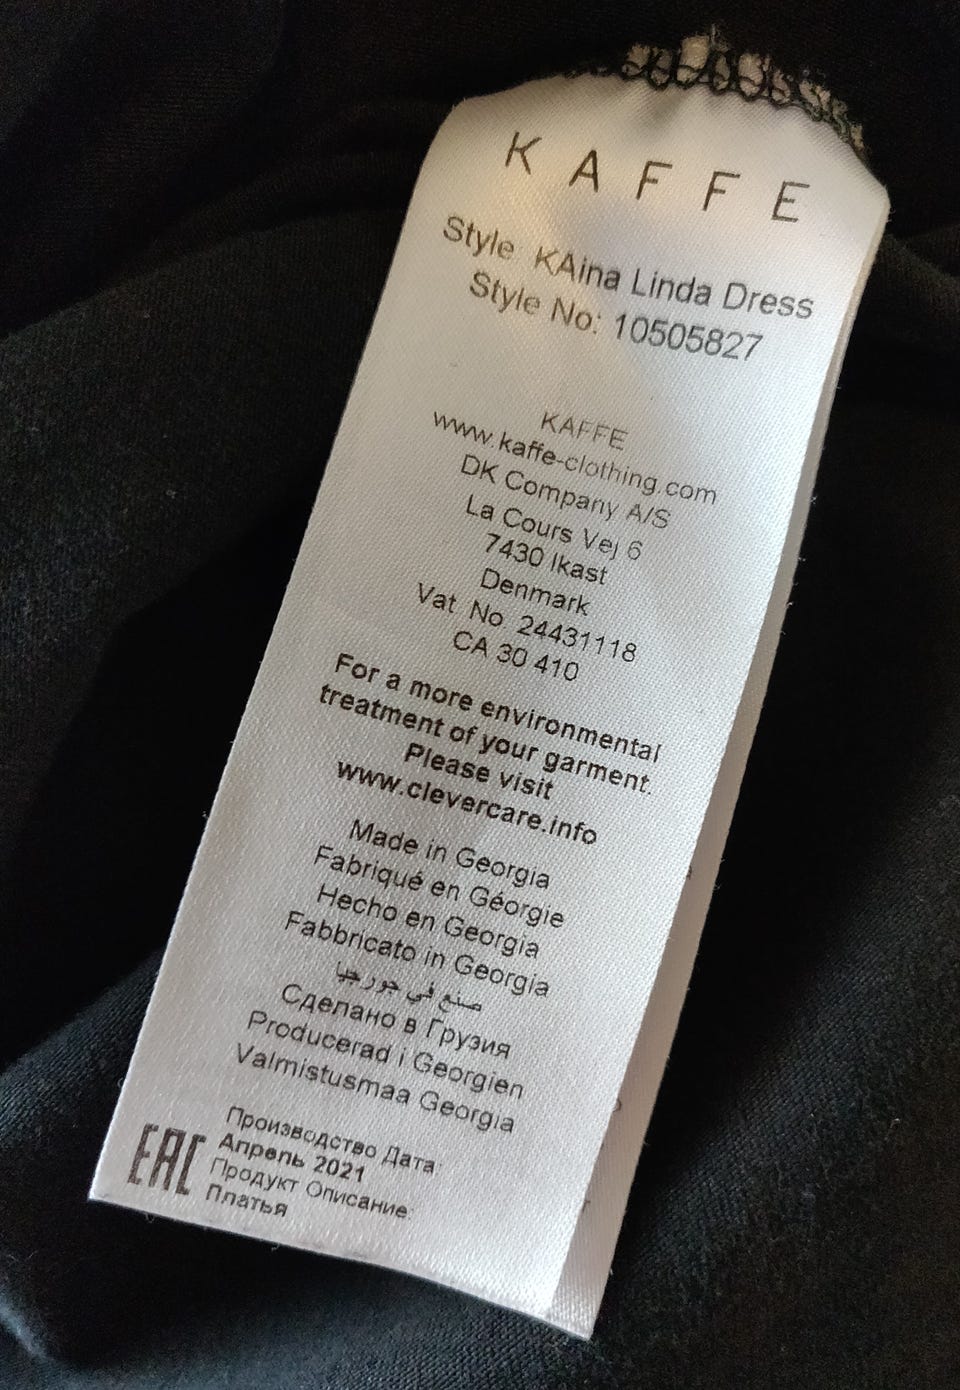 KAFFE
Style: KAina Linda Dress
Style No: 10505827
KAFFE
www.kaffe-clothing.com
DK Company A/S
La Cours Vej 6
7430 Ikast
Denmark
Vat No 24431118
CA 30 410
For a more environmental
treatment of your garment.
Please visit
www.clevercare.info
Made in Georgia
Fabriqué en Géorgie
Hecho en Georgia
Fabbricato in Georgia
صنع في جورجيا
Сделано в Грузия
Producerad i Georgien
Valmistusmaa Georgia
EAC
Производство Дата:
Апрель 2021
Продукт Описание:
Платья